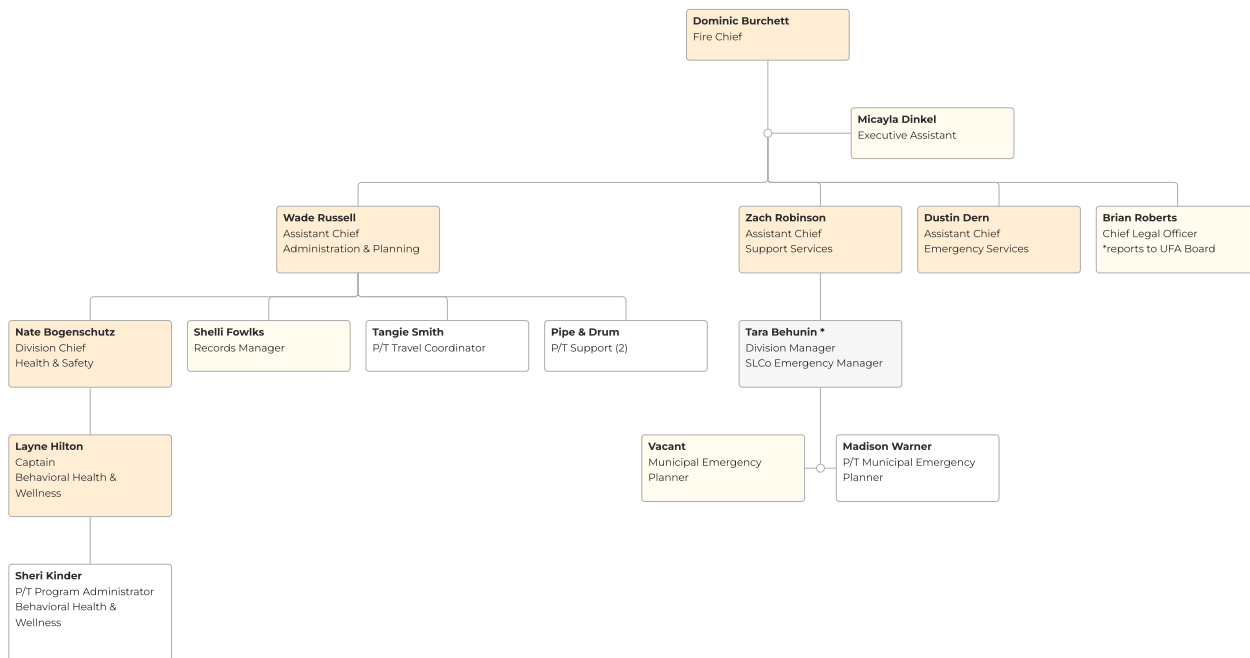 Dominic Burchett
Fire Chief
Micayla Dinkel
Executive Assistant
Wade Russell
Assistant Chief
Administration & Planning
Zach Robinson
Assistant Chief
Support Services
Dustin Dern
Assistant Chief
Emergency Services
Brian Roberts
Chief Legal Officer
*reports to UFA Board
Nate Bogenschutz
Division Chief
Health & Safety
Shelli Fowlks
Records Manager
Tangie Smith
P/T Travel Coordinator
Pipe & Drum
P/T Support (2)
Tara Behunin *
Division Manager
SLCo Emergency Manager
Layne Hilton
Captain
Behavioral Health &
Wellness
Vacant
Municipal Emergency
Planner
Madison Warner
P/T Municipal Emergency
Planner
Sheri Kinder
P/T Program Administrator
Behavioral Health &
Wellness